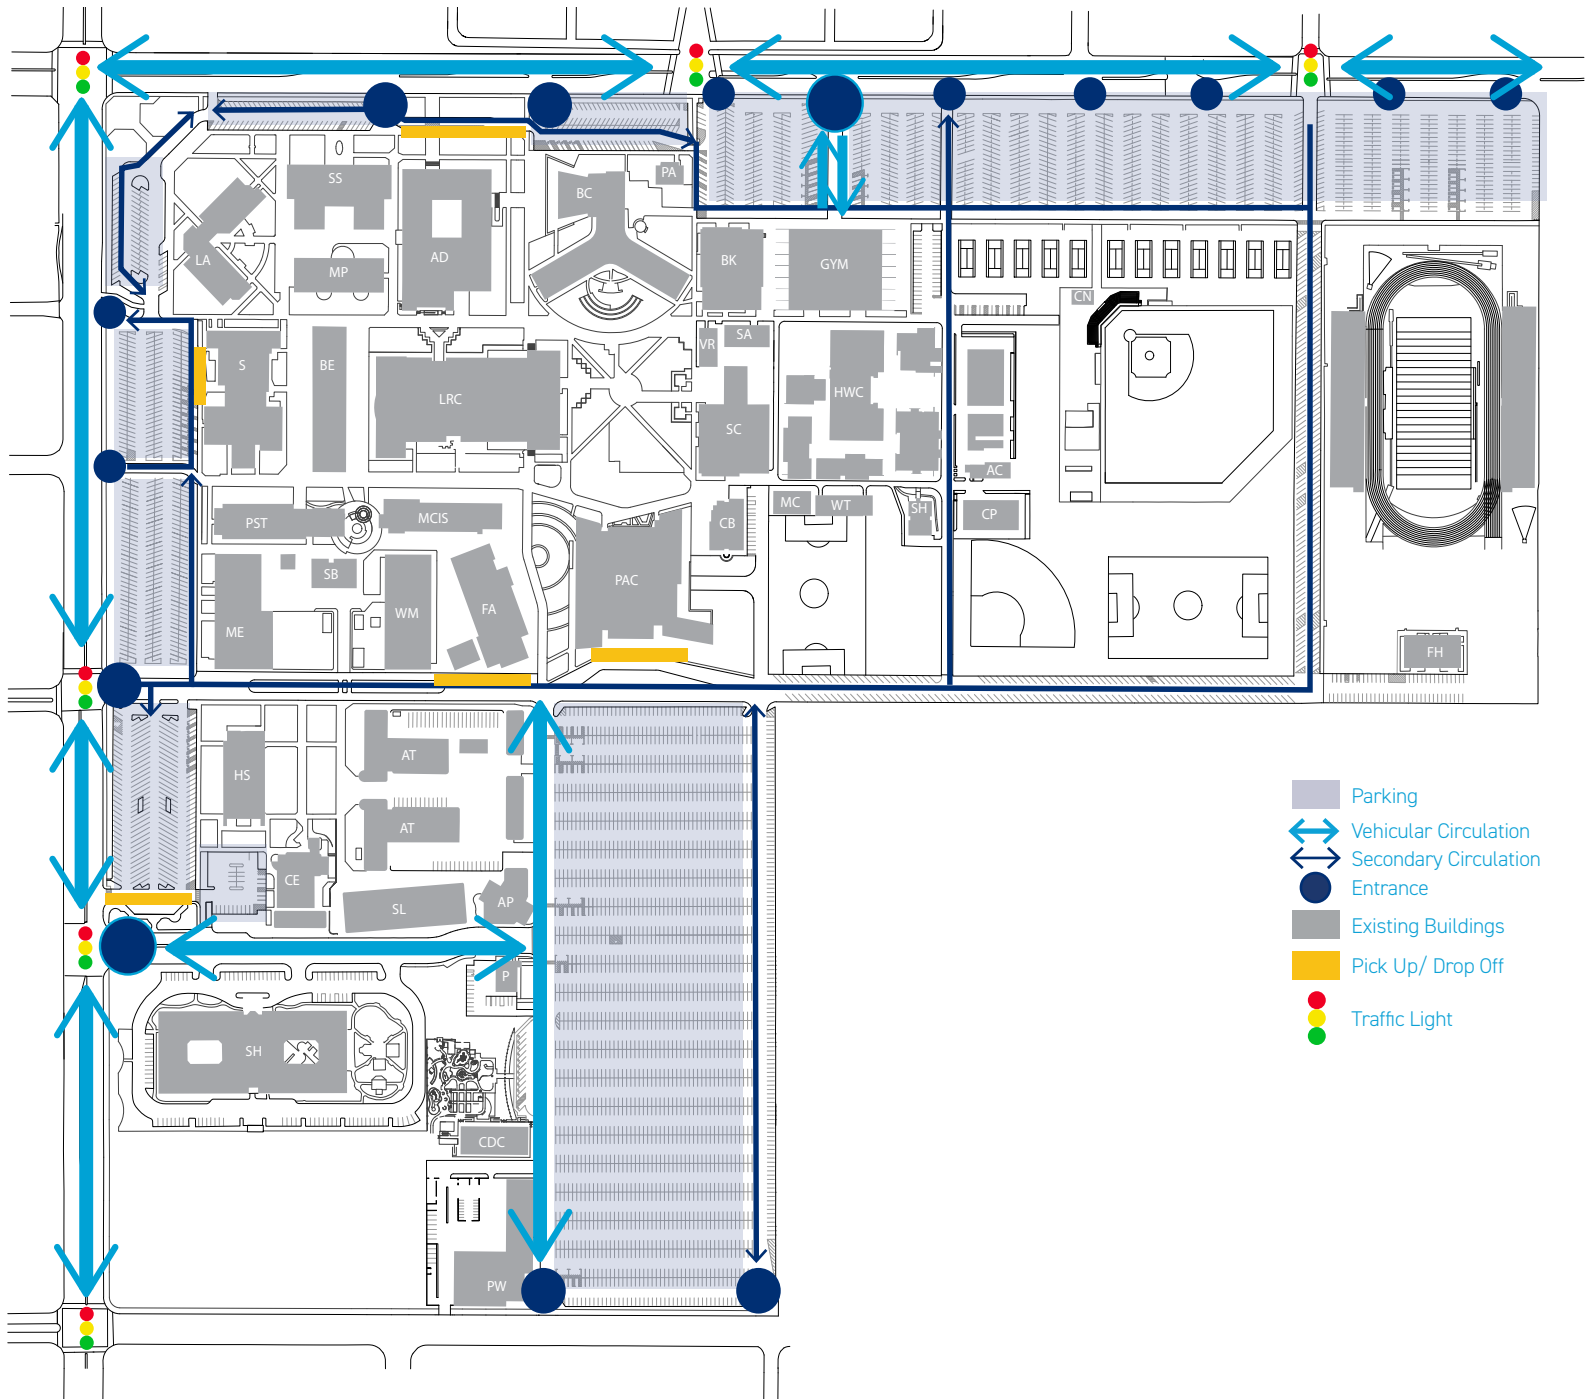 PA
SS
BC
LA
MP
AD
BK
GYM
CN
VR
SA
S
BE
LRC
HWC
SC
AC
PST
MCIS
CB
MC
WT
SH
CP
SB
PAC
ME
WM
FA
FH
HS
AT
AT
CE
SL
AP
P
SH
CDC
PW
Parking
Vehicular Circulation
Secondary Circulation
Entrance
Existing Buildings
Pick Up/ Drop Off
Traffic Light